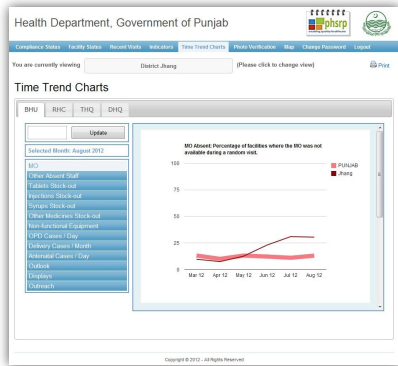 Health Department, Government of Punjab
phsrp
Compliance Status Facility Status Recent Visits Indicators Time Trend Charts Photo Verification Map Change Password Logout
You are currently viewing District Jhang (Please to change view) Print
Time Trend Charts
BHU RHC THQ DHQ
Update
Selected Month: August 2012
MO
Other Absent Staff
Tablets Stock-out
Injections Stock-out
Syrups Stock-out
Other Medicines Stock-out
Non-functional Equipment
OPD Cases / Day
Delivery Cases / Month
Antenatal Cases / Day
Outlook
Displays
Outreach
MO Absent: Percentage of facilities where the MO was not
available during a random visit.
PUNJAB
Jhang
100
75
50
25
0
Mar 12 Apr 12 May 12 Jun 12 Jul 12 Aug 12
Copyright © 2012 - All Rights Reserved